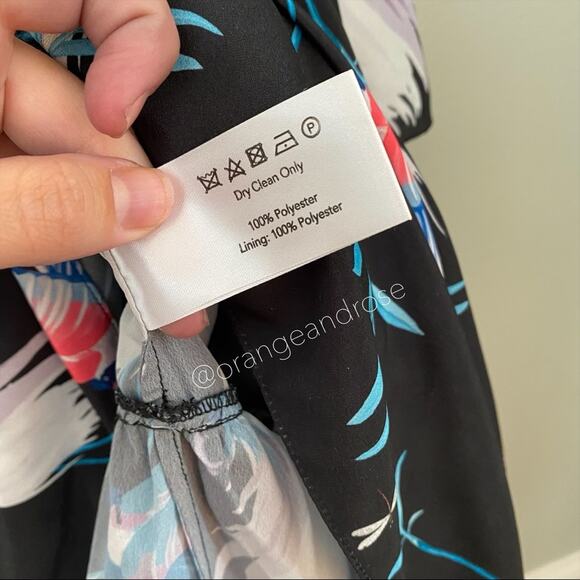 P
Dry Clean Only
100% Polyester
Lining: 100% Polyester
@orangeandrose